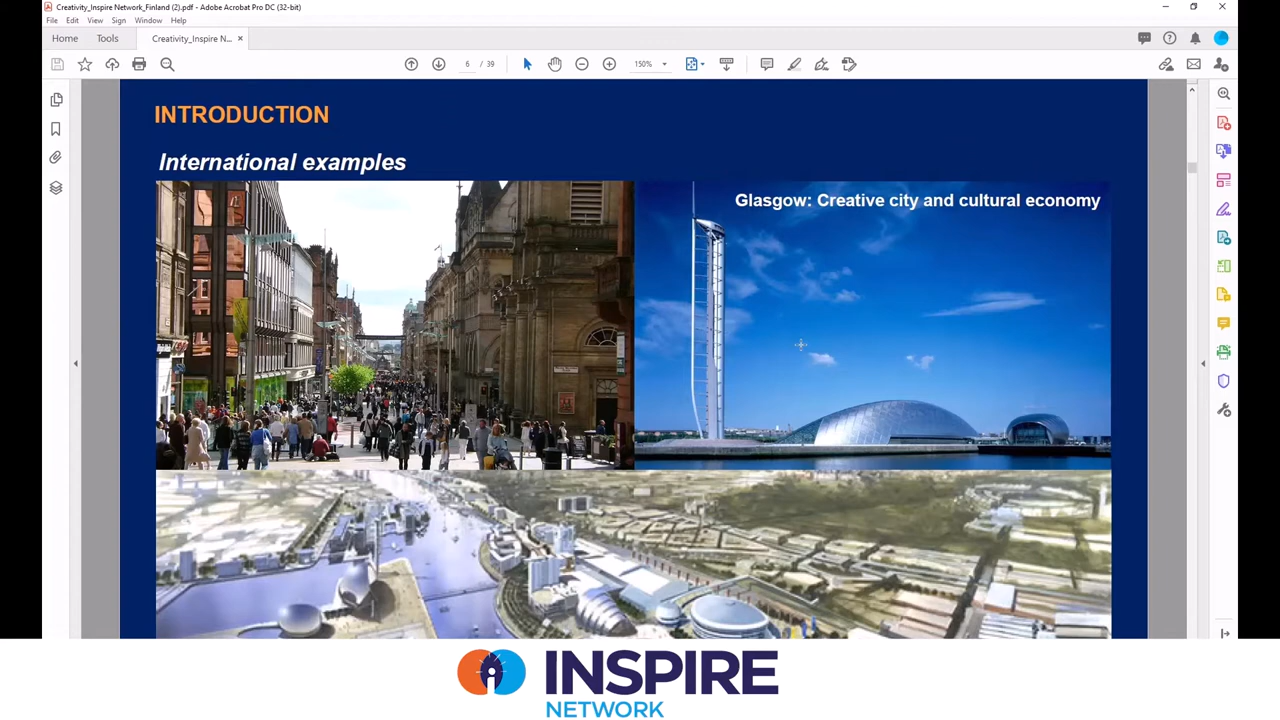 Creativity_Inspire Network_Finland (2).pdf - Adobe Acrobat Pro DC (32-bit)
File Edit View Sign Window Help
Home Tools Creativity_Inspire N... ×
6 / 39 150%
INTRODUCTION
International examples
Glasgow: Creative city and cultural economy
INSPIRE
NETWORK